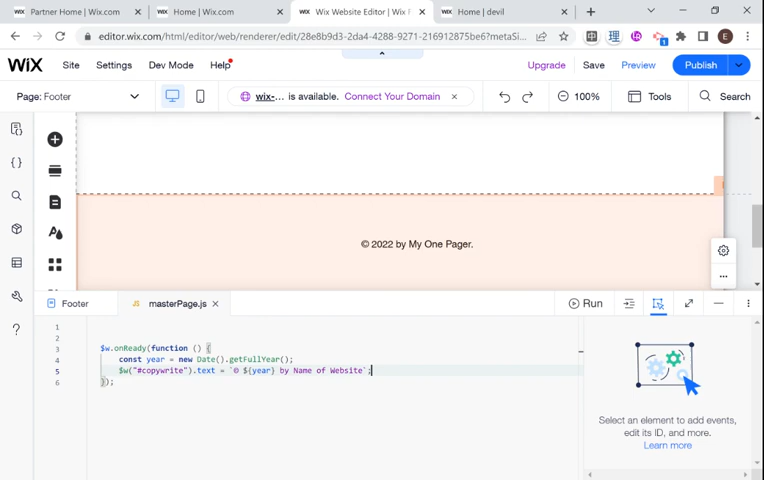 Partner Home | Wix.com
Home | Wix.com
Wix Website Editor | Wix
Home | devil
editor.wix.com/html/editor/web/renderer/edit/28e8b9d3-2da4-4288-9271-216912875be6?metaSi
E
WiX
Site
Settings
Dev Mode
Help
Upgrade
Save
Preview
Publish
Page: Footer
wix-... is available.
Connect Your Domain
100%
Tools
Search
© 2022 by My One Pager.
Footer
JS masterPage.js
Run
1
2
3 $w.onReady(function () {
4 const year = new Date().getFullYear();
5 $w("#copywrite").text = `© ${year} by Name of Website`;
6 });
Select an element to add events,
edit its ID, and more.
Learn more